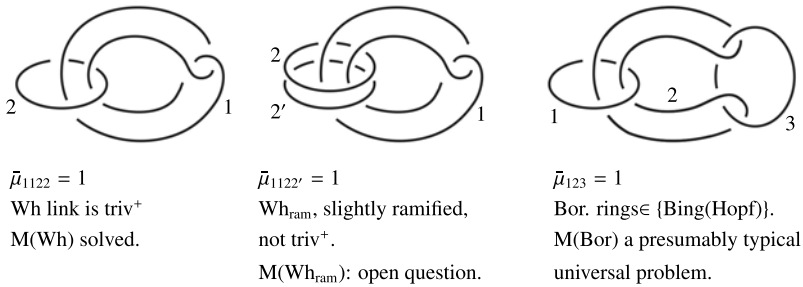 2
1
2
2′
1
1
2
3
μ̄₁₁₂₂ = 1
Wh link is triv⁺
M(Wh) solved.
μ̄₁₁₂₂′ = 1
Wh_ram, slightly ramified,
not triv⁺.
M(Wh_ram): open question.
μ̄₁₂₃ = 1
Bor. rings∈ {Bing(Hopf)}.
M(Bor) a presumably typical
universal problem.